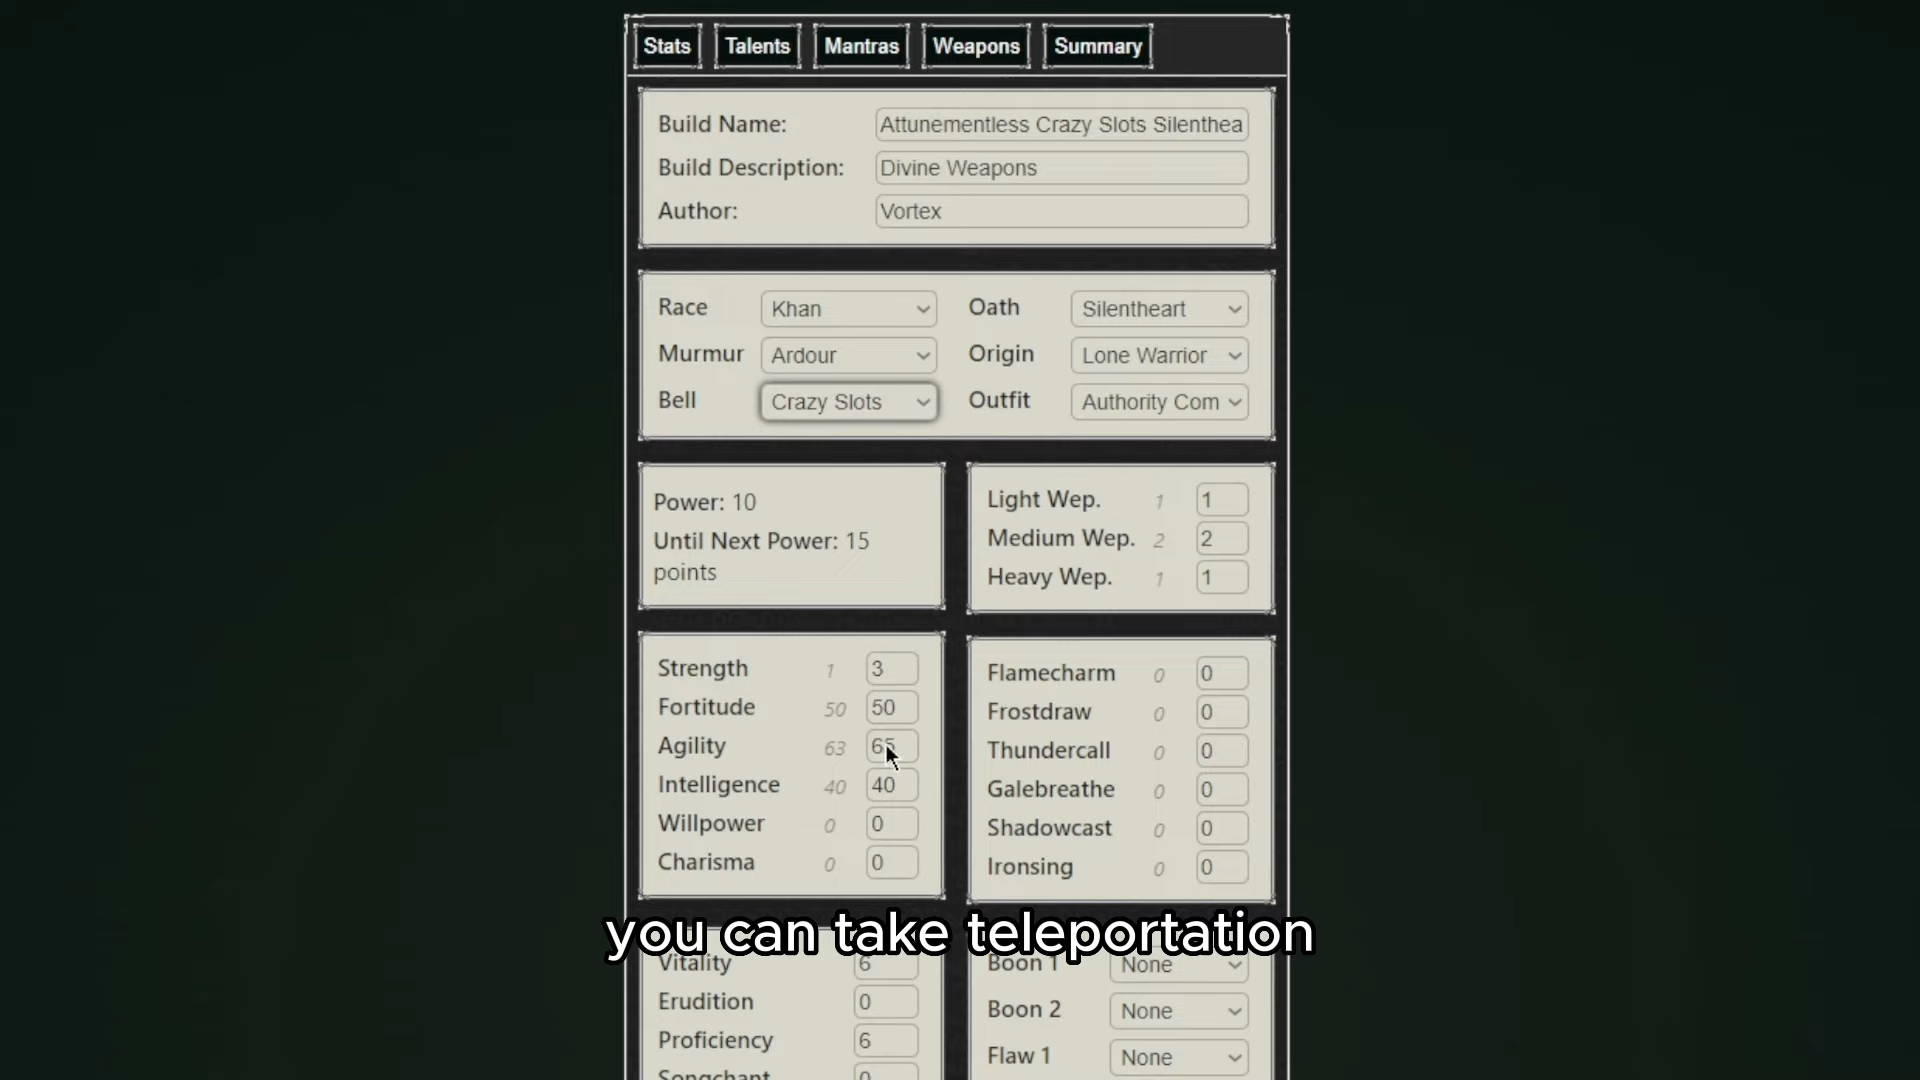 Stats Talents Mantras Weapons Summary
Build Name: Attunementless Crazy Slots Silenthea
Build Description: Divine Weapons
Author: Vortex
Race Khan Oath Silentheart
Murmur Ardour Origin Lone Warrior
Bell Crazy Slots Outfit Authority Com
Power: 10
Until Next Power: 15
points
Light Wep. 1 1
Medium Wep. 2 2
Heavy Wep. 1 1
Strength 1 3
Fortitude 50 50
Agility 63 65
Intelligence 40 40
Willpower 0 0
Charisma 0 0
Flamecharm 0 0
Frostdraw 0 0
Thundercall 0 0
Galebreathe 0 0
Shadowcast 0 0
Ironsing 0 0
you can take teleportation
Vitality 6
Erudition 0
Proficiency 6
Songchant 0
Boon 1 None
Boon 2 None
Flaw 1 None